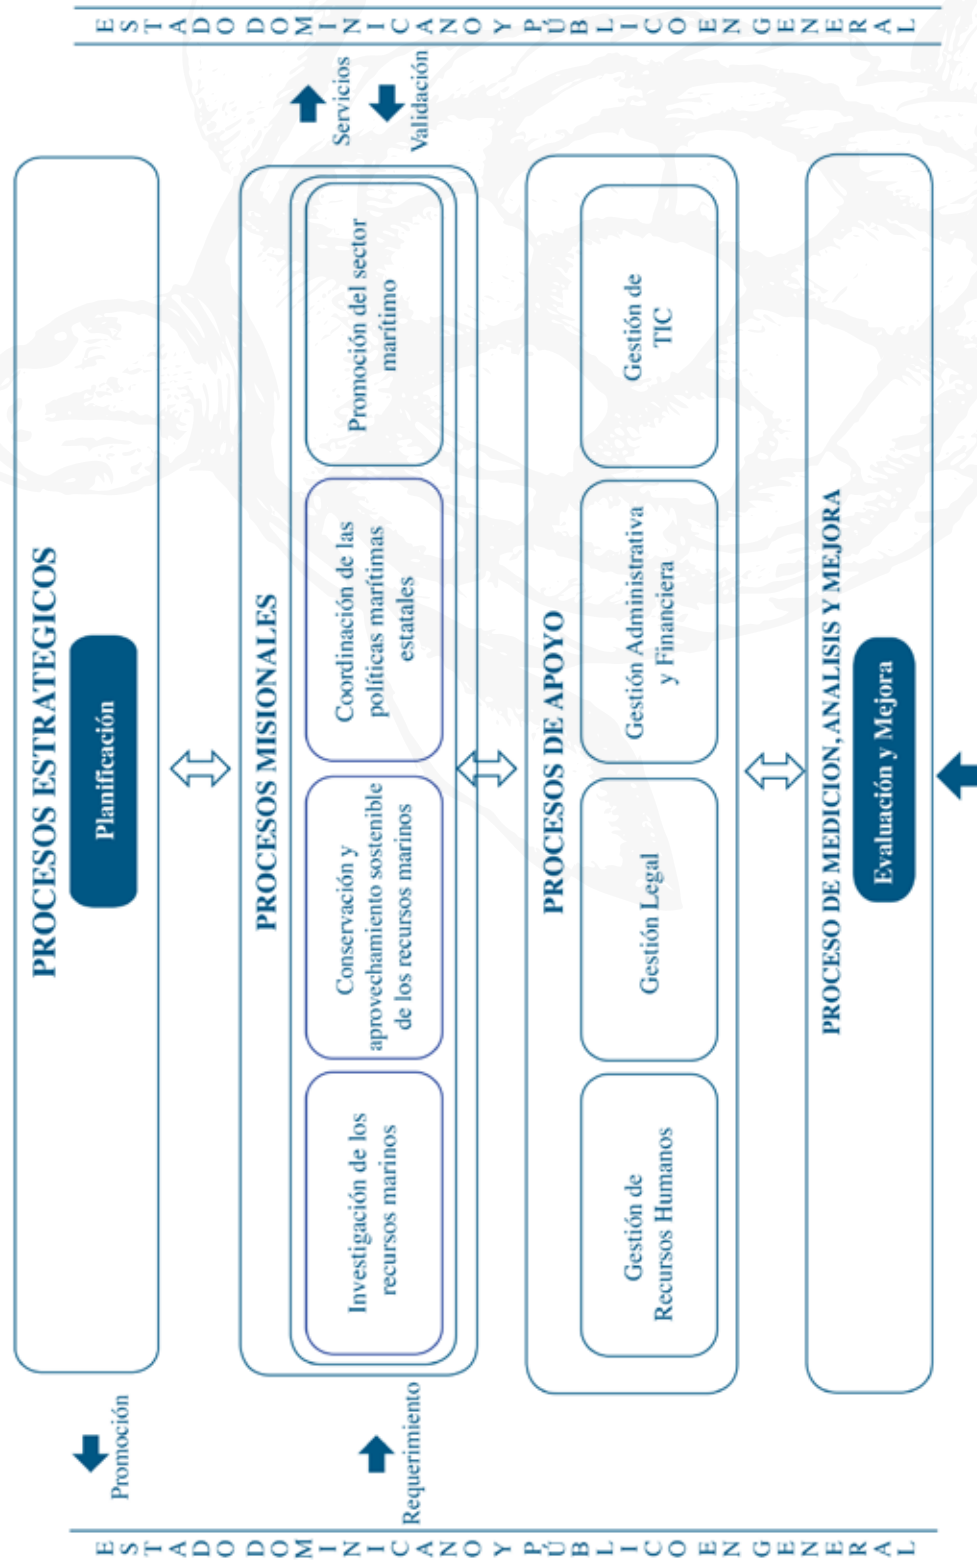 ESTADO DOMINICANO Y PÚBLICO EN GENERAL
Promoción
Requerimiento
PROCESOS ESTRATEGICOS
Planificación
PROCESOS MISIONALES
Investigación de los
recursos marinos
Conservación y
aprovechamiento sostenible
de los recursos marinos
Coordinación de las
políticas marítimas
estatales
Promoción del sector
marítimo
PROCESOS DE APOYO
Gestión de
Recursos Humanos
Gestión Legal
Gestión Administrativa
y Financiera
Gestión de
TIC
PROCESO DE MEDICION, ANALISIS Y MEJORA
Evaluación y Mejora
Servicios
Validación
ESTADO DOMINICANO Y PÚBLICO EN GENERAL